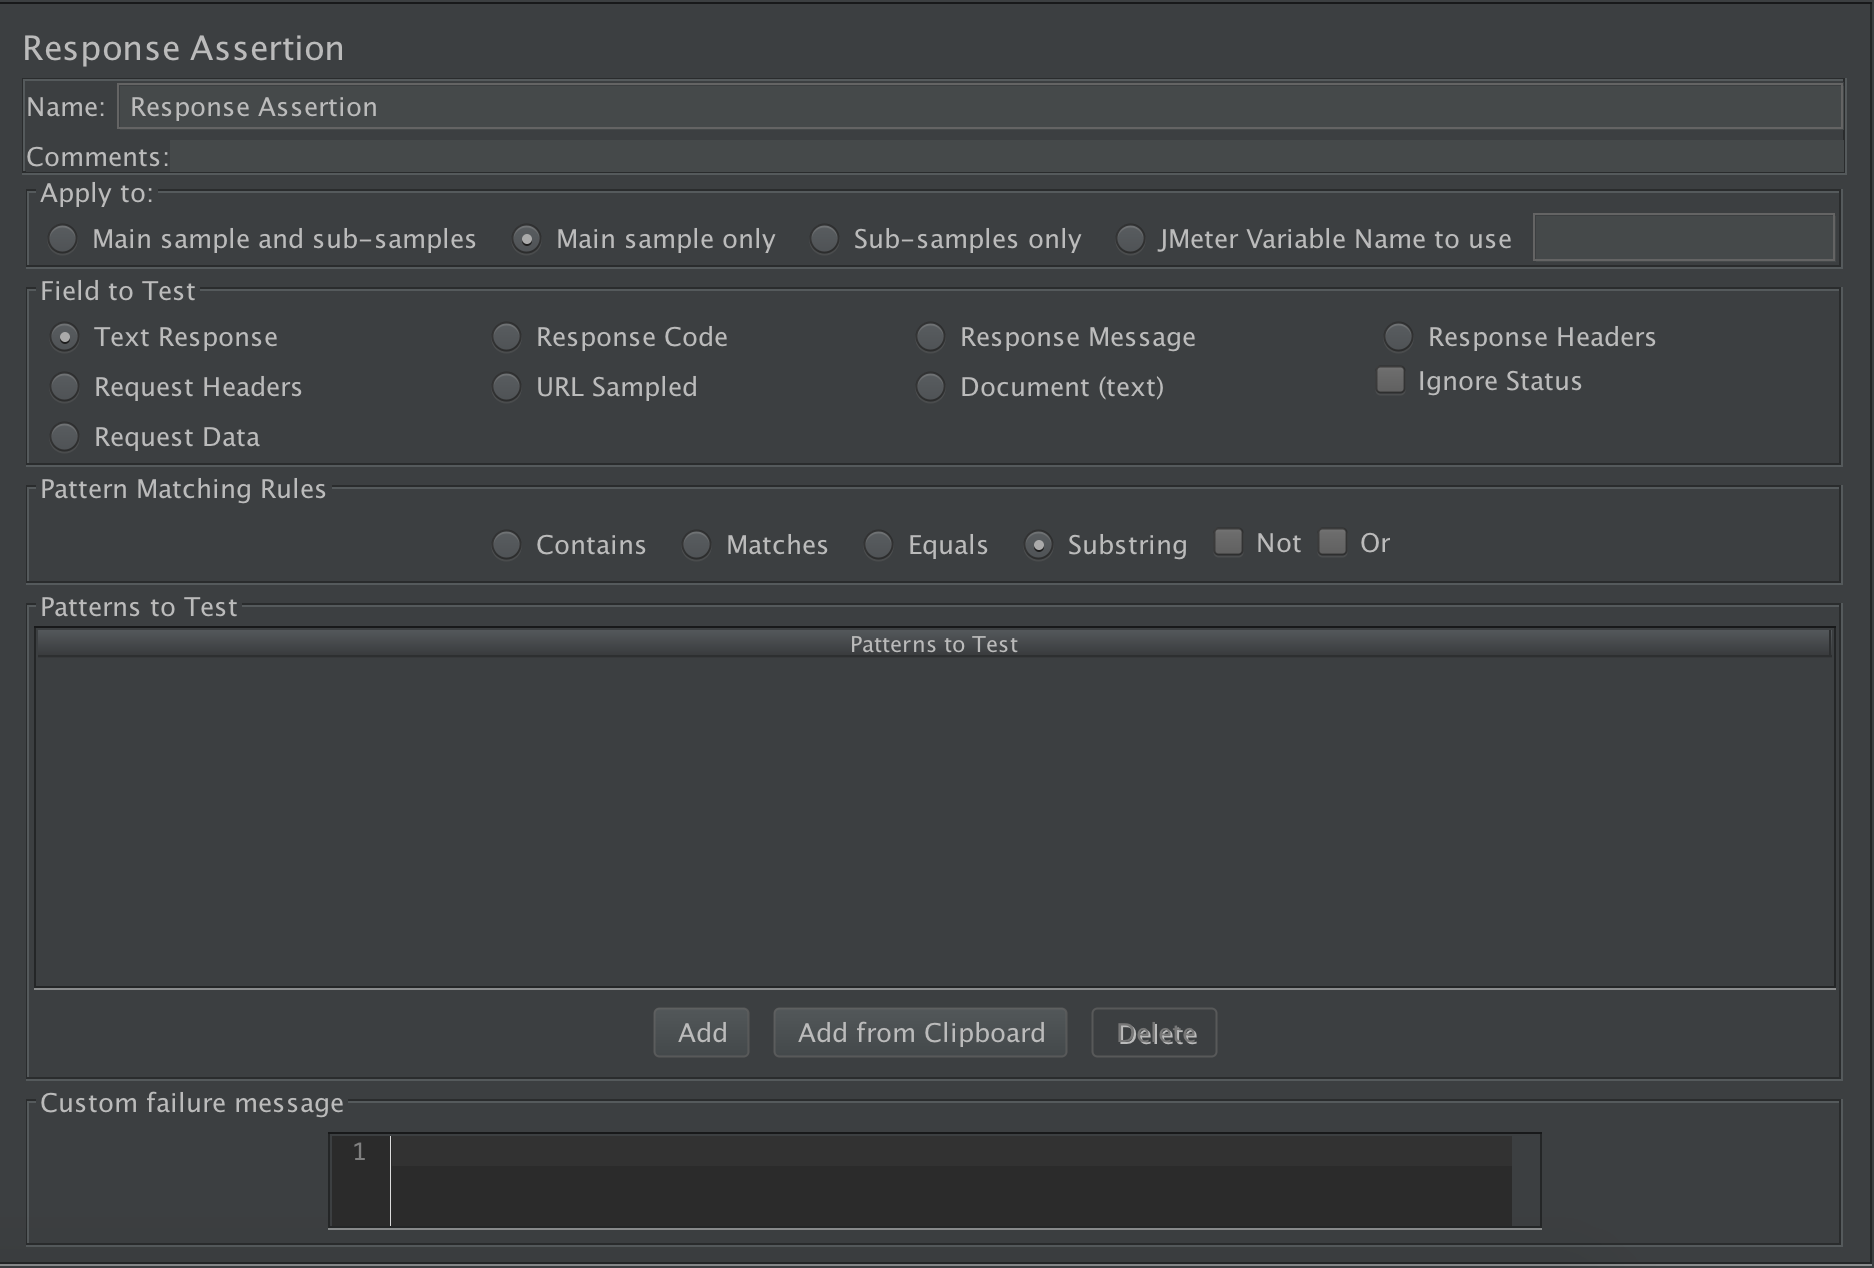 Response Assertion
Name: Response Assertion
Comments:
Apply to:
Main sample and sub-samples Main sample only Sub-samples only JMeter Variable Name to use
Field to Test
Text Response Response Code Response Message Response Headers
Request Headers URL Sampled Document (text) Ignore Status
Request Data
Pattern Matching Rules
Contains Matches Equals Substring Not Or
Patterns to Test
Patterns to Test
Add Add from Clipboard Delete
Custom failure message
1